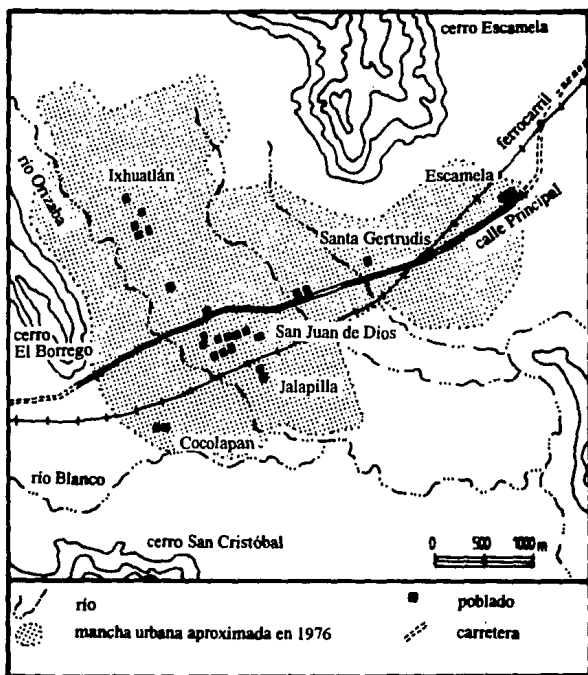 cerro Escamela
ferrocarril
Escamela
Ixhuatlán
río Orizaba
calle Principal
Santa Gertrudis
cerro
El Borrego
San Juan de Dios
Jalapilla
Cocolapan
río Blanco
cerro San Cristóbal
0 500 1000 m
río
poblado
mancha urbana aproximada en 1976
carretera